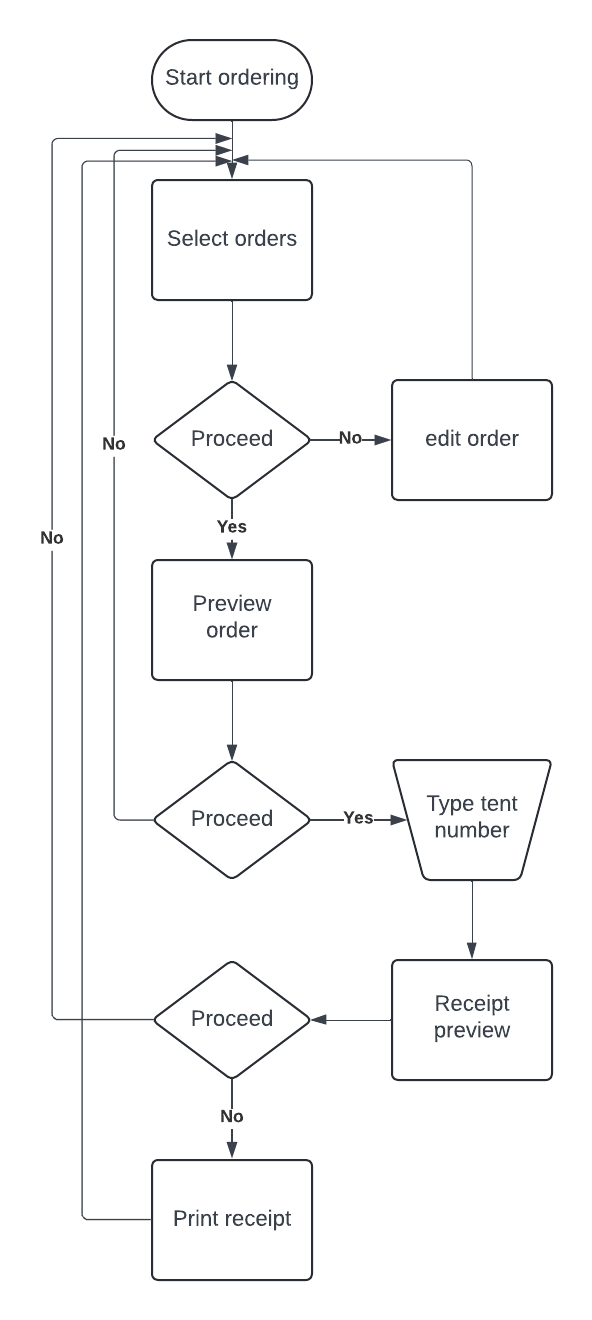 Start ordering
Select orders
Proceed
No
edit order
No
Yes
No
Preview
order
Proceed
Yes
Type tent
number
Receipt
preview
Proceed
No
Print receipt